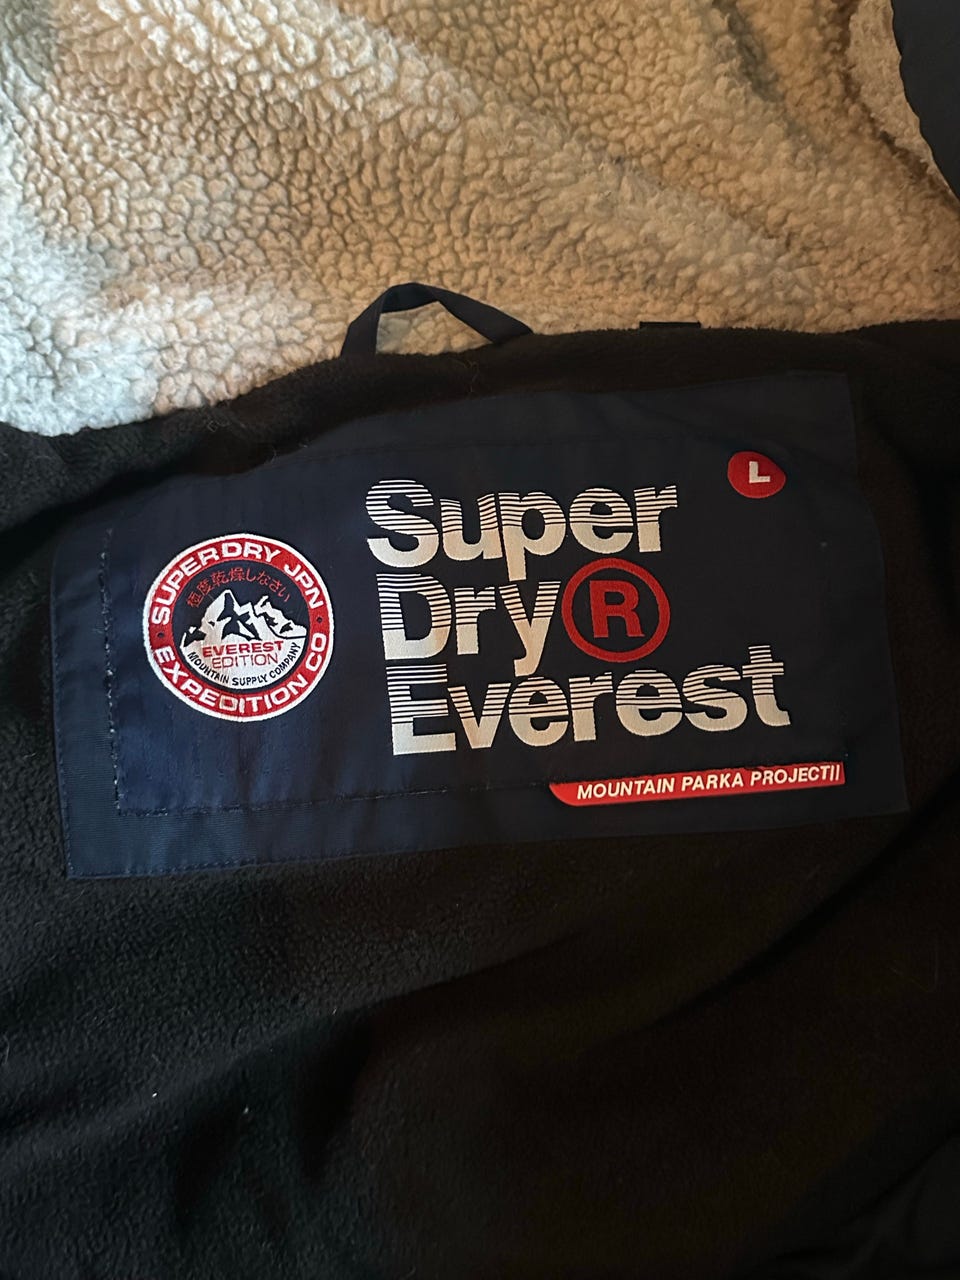 L
Super
Dry®
Everest
MOUNTAIN PARKA PROJECT||
SUPERDRY JPN
極度乾燥しなさい
EVEREST
EDITION
MOUNTAIN SUPPLY COMPANY
EXPEDITION CO